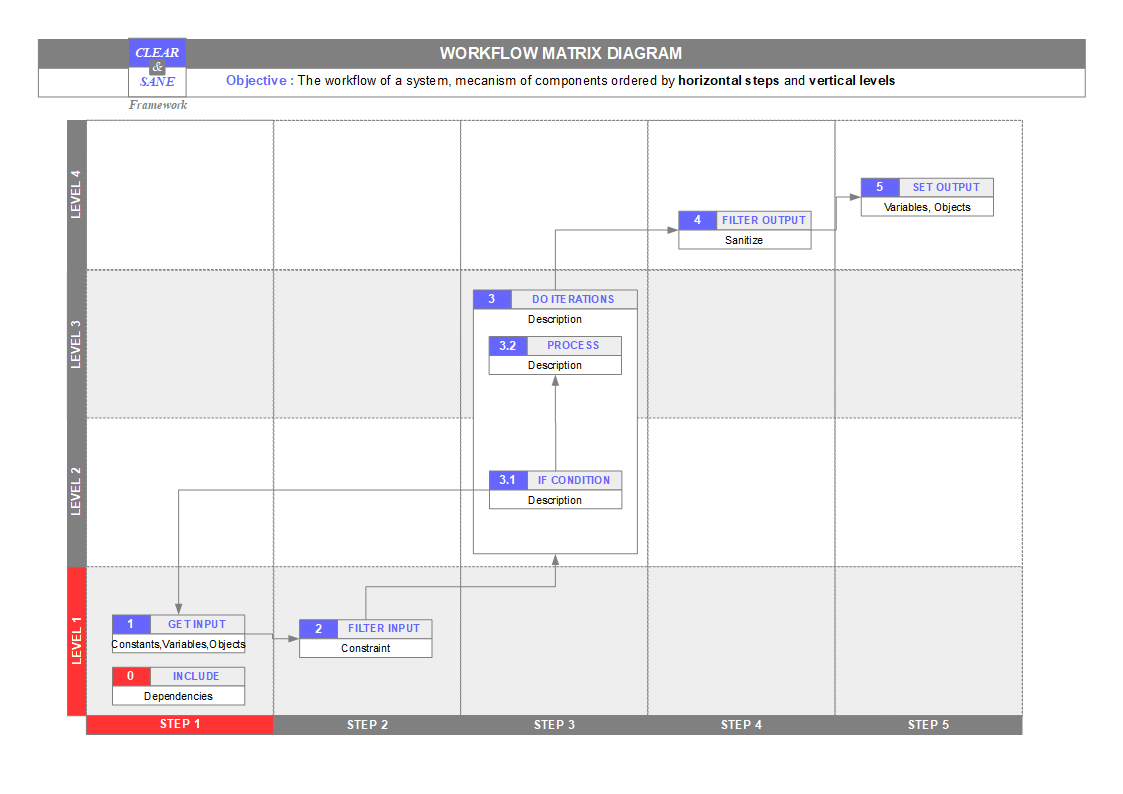 CLEAR
&
SANE
Framework
WORKFLOW MATRIX DIAGRAM
Objective : The workflow of a system, mecanism of components ordered by horizontal steps and vertical levels
LEVEL 4
5 SET OUTPUT
Variables, Objects
4 FILTER OUTPUT
Sanitize
LEVEL 3
3 DO ITERATIONS
Description
3.2 PROCESS
Description
LEVEL 2
3.1 IF CONDITION
Description
LEVEL 1
1 GET INPUT
Constants,Variables,Objects
2 FILTER INPUT
Constraint
0 INCLUDE
Dependencies
STEP 1
STEP 2
STEP 3
STEP 4
STEP 5